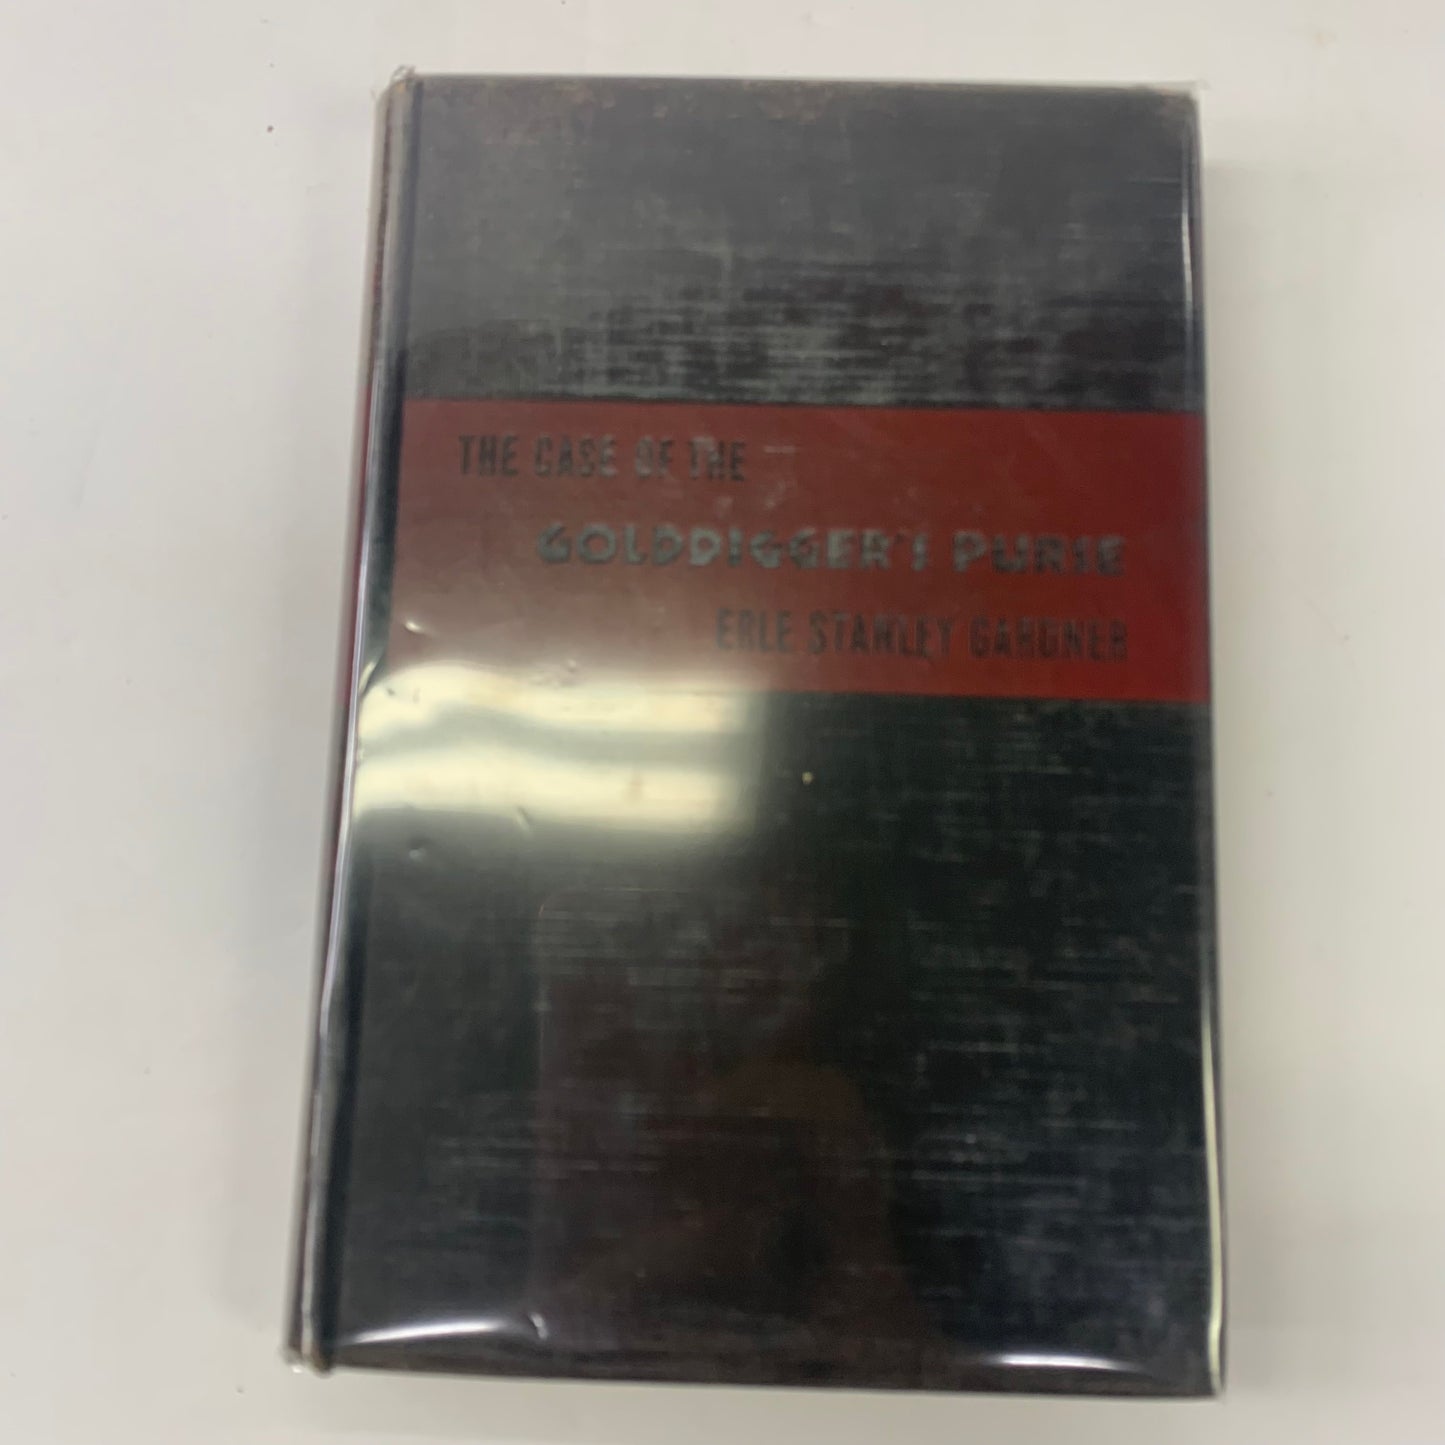 THE CASE OF THE
GOLDDIGGER'S PURSE
ERLE STANLEY GARDNER